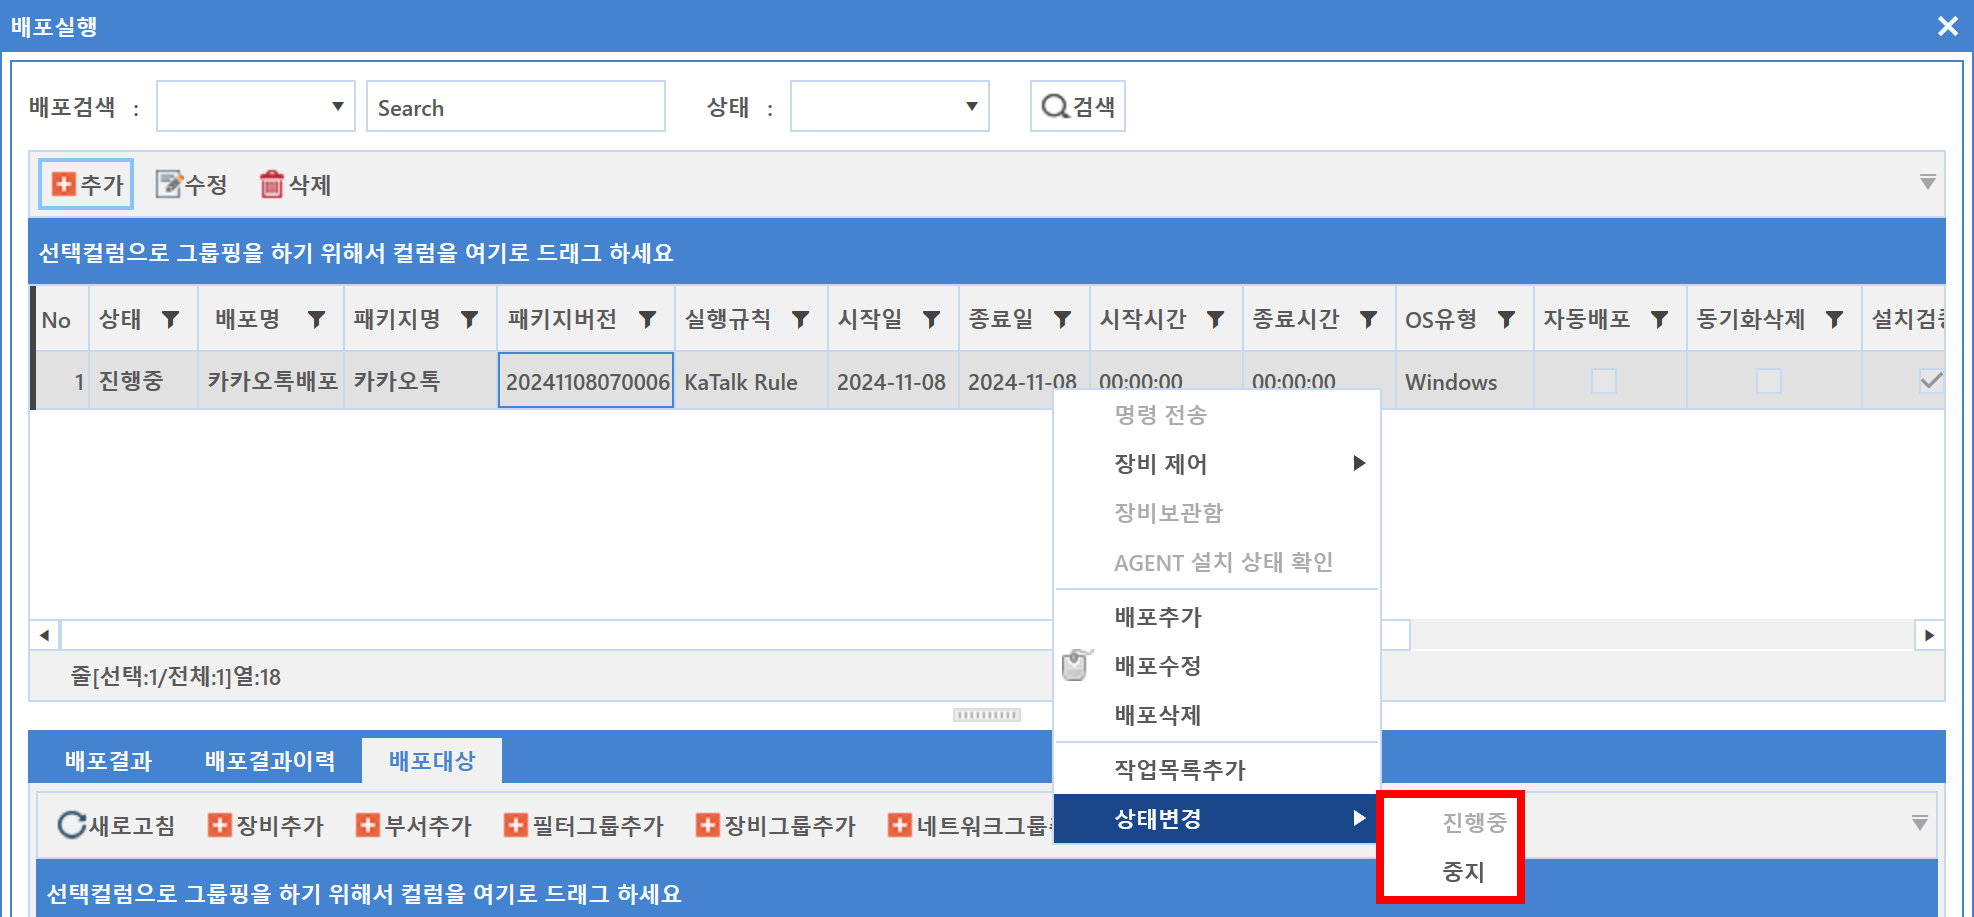 배포실행
배포검색 : Search 상태 : 검색
추가 수정 삭제
선택컬럼으로 그룹핑을 하기 위해서 컬럼을 여기로 드래그 하세요
No 상태 배포명 패키지명 패키지버전 실행규칙 시작일 종료일 시작시간 종료시간 OS유형 자동배포 동기화삭제 설치검증
1 진행중 카카오톡배포 카카오톡 20241108070006 KaTalk Rule 2024-11-08 2024-11-08 00:00:00 00:00:00 Windows
명령 전송
장비 제어
장비보관함
AGENT 설치 상태 확인
배포추가
배포수정
배포삭제
작업목록추가
상태변경
진행중
중지
줄[선택:1/전체:1]열:18
배포결과 배포결과이력 배포대상
새로고침 장비추가 부서추가 필터그룹추가 장비그룹추가 네트워크그룹
선택컬럼으로 그룹핑을 하기 위해서 컬럼을 여기로 드래그 하세요